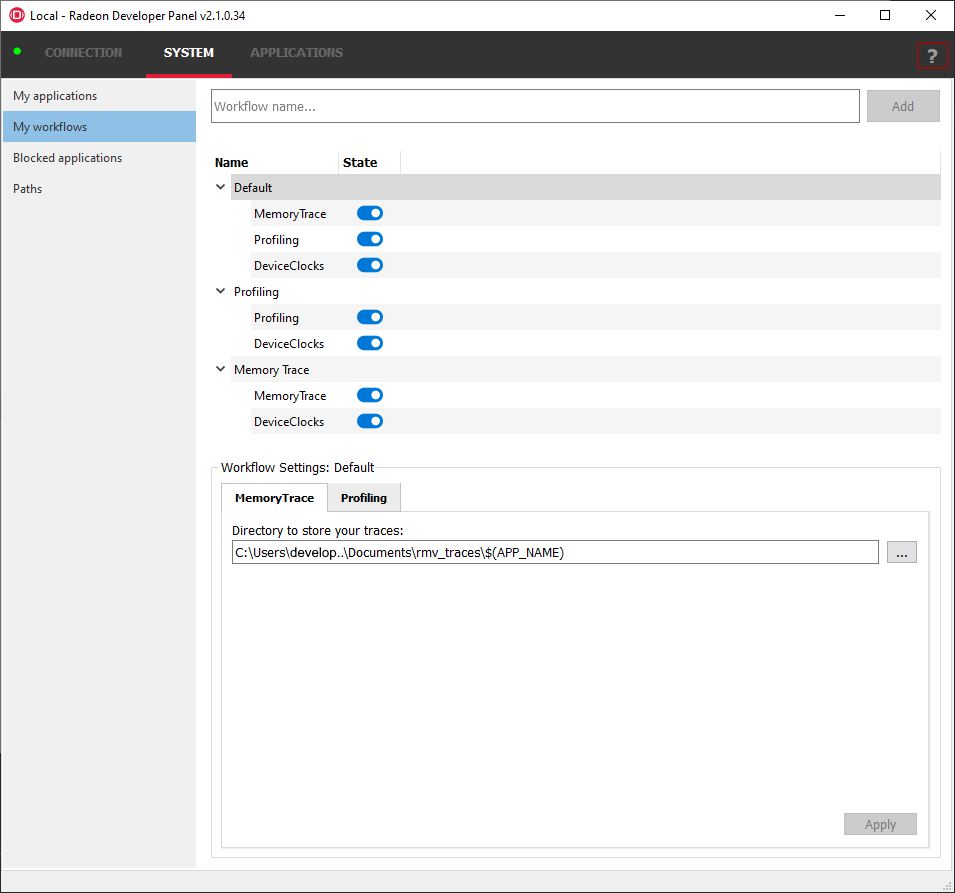 Local - Radeon Developer Panel v2.1.0.34
CONNECTION SYSTEM APPLICATIONS ?
My applications
My workflows
Blocked applications
Paths
Workflow name... Add
Name State
Default
MemoryTrace
Profiling
DeviceClocks
Profiling
Profiling
DeviceClocks
Memory Trace
MemoryTrace
DeviceClocks
Workflow Settings: Default
MemoryTrace Profiling
Directory to store your traces:
C:\Users\develop..\Documents\rmv_traces\$(APP_NAME) ...
Apply